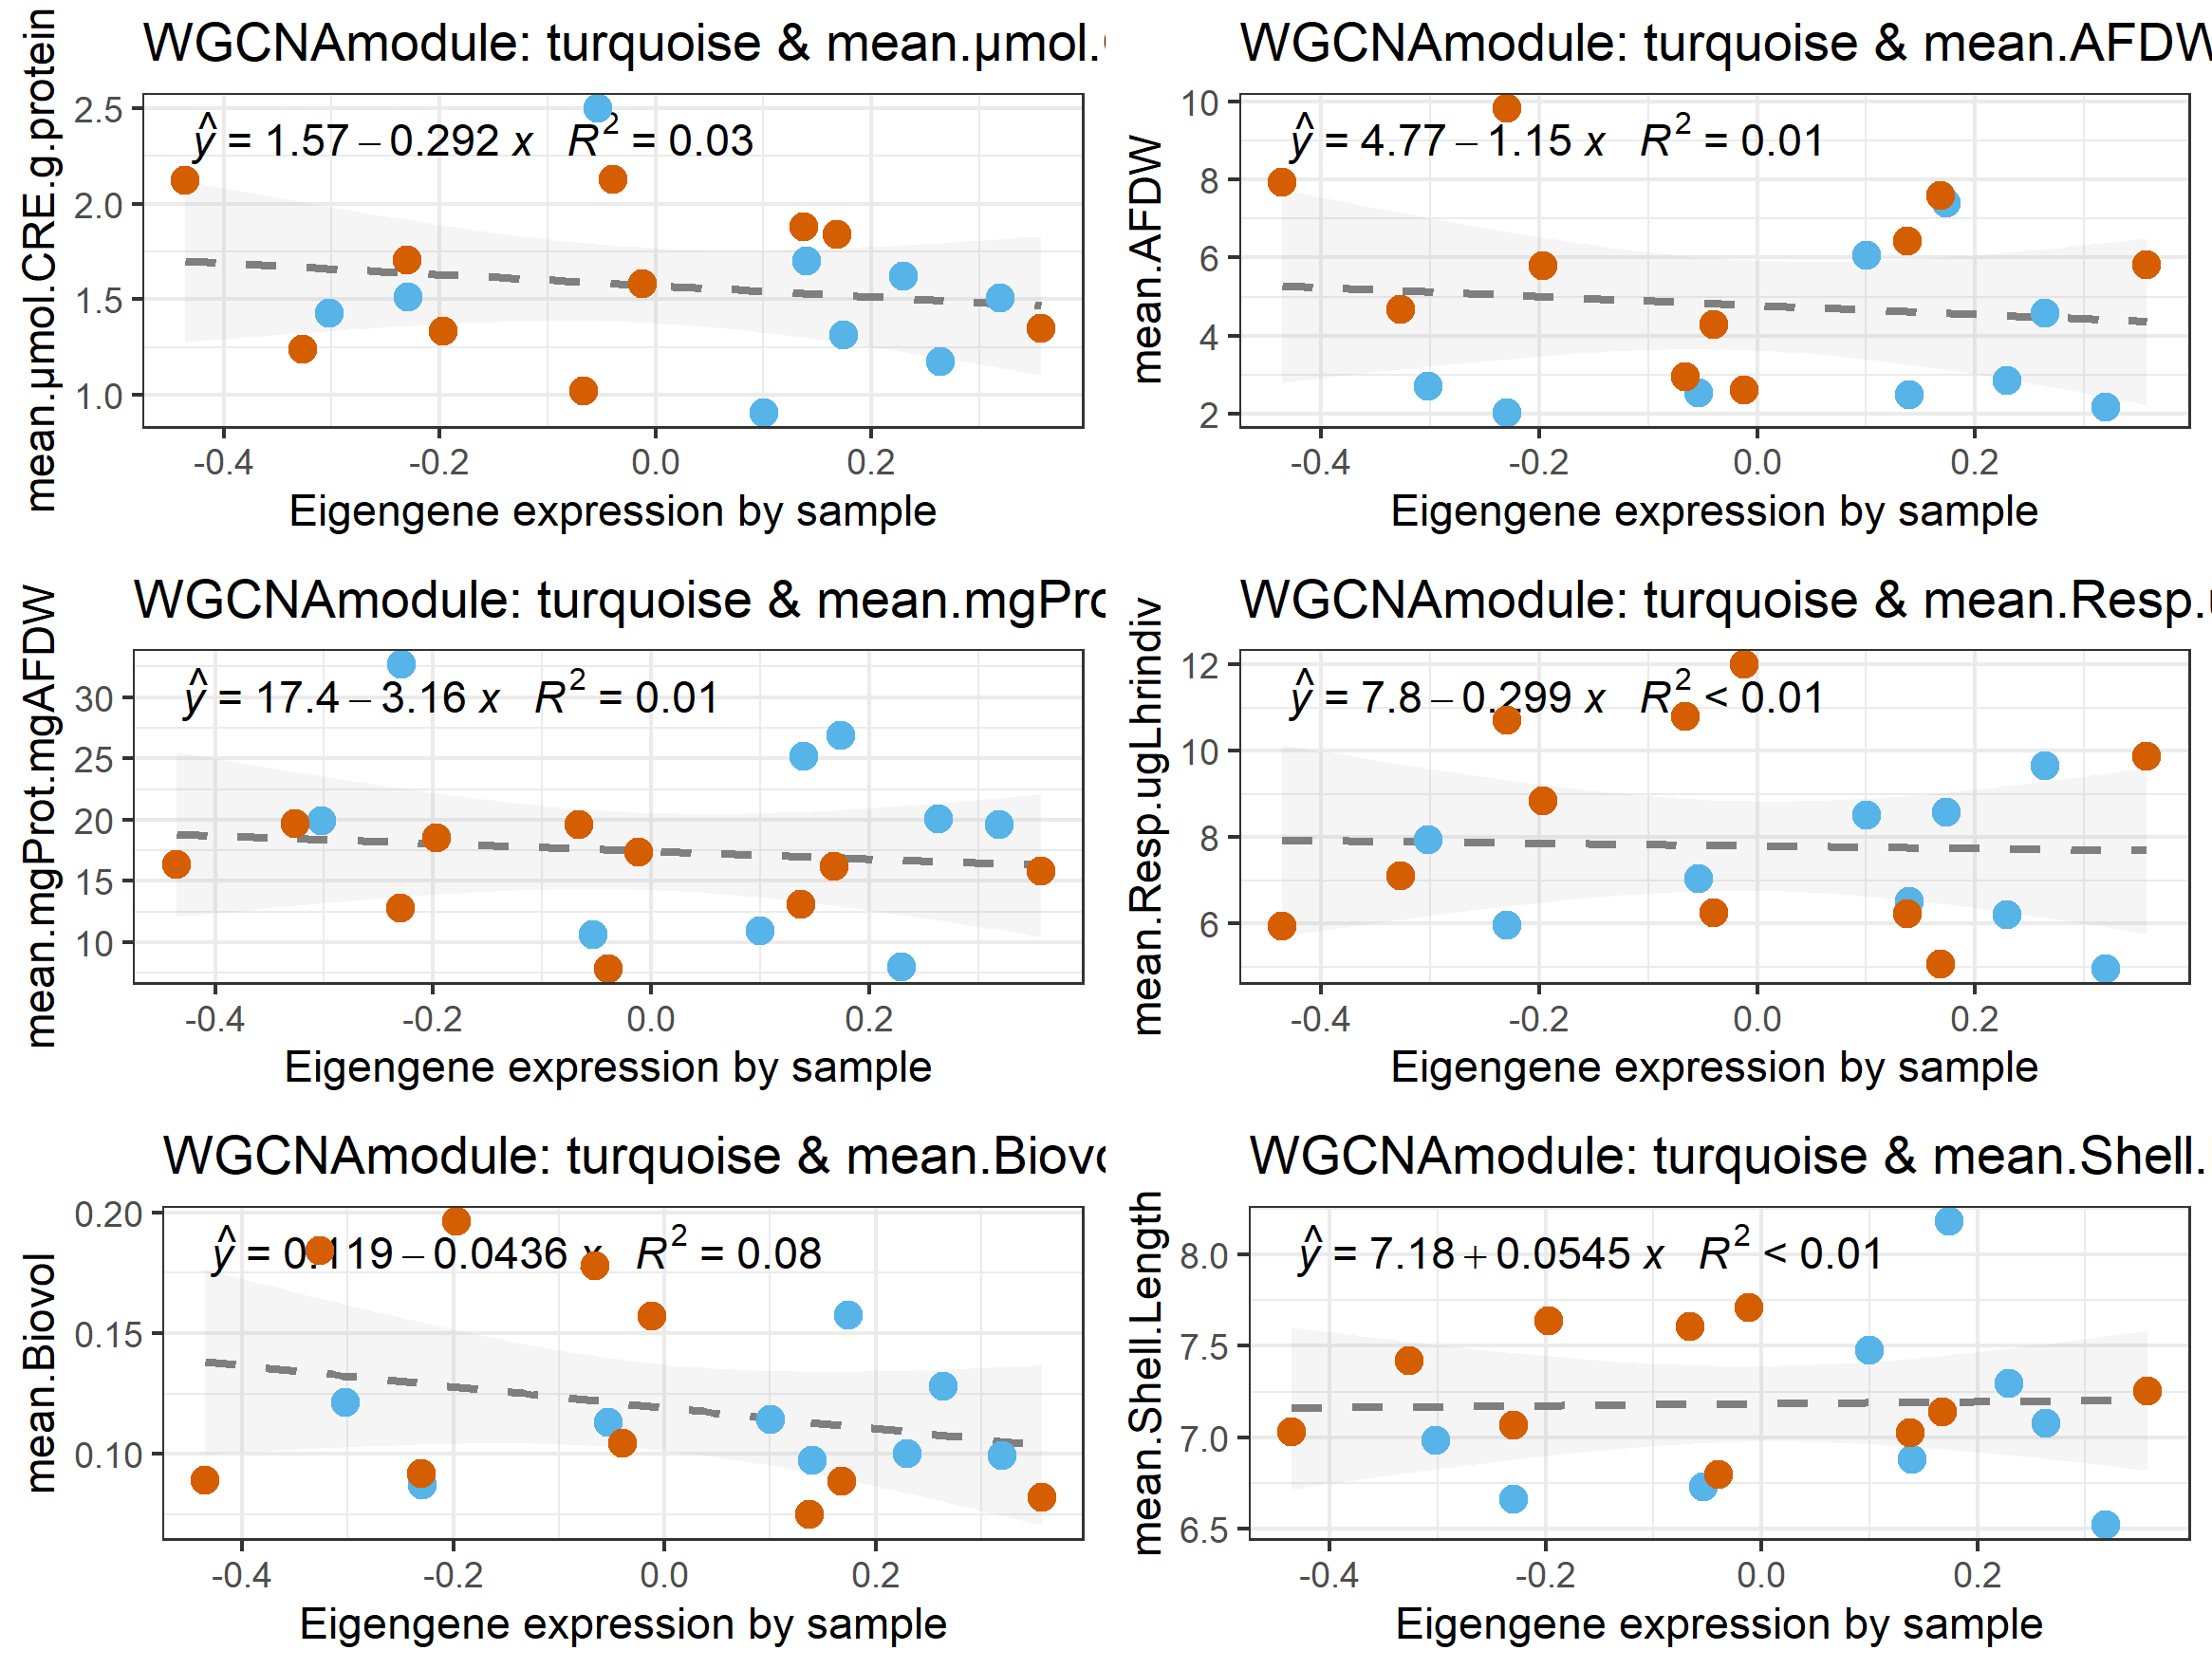 WGCNAmodule: turquoise & mean.µmol.
mean.µmol.CRE.g.protein
ŷ = 1.57 − 0.292 x R² = 0.03
2.5
2.0
1.5
1.0
-0.4 -0.2 0.0 0.2
Eigengene expression by sample
WGCNAmodule: turquoise & mean.AFDW
mean.AFDW
ŷ = 4.77 − 1.15 x R² = 0.01
10
8
6
4
2
-0.4 -0.2 0.0 0.2
Eigengene expression by sample
WGCNAmodule: turquoise & mean.mgPro
mean.mgProt.mgAFDW
ŷ = 17.4 − 3.16 x R² = 0.01
30
25
20
15
10
-0.4 -0.2 0.0 0.2
Eigengene expression by sample
WGCNAmodule: turquoise & mean.Resp.u
mean.Resp.ugLhrindiv
ŷ = 7.8 − 0.299 x R² < 0.01
12
10
8
6
-0.4 -0.2 0.0 0.2
Eigengene expression by sample
WGCNAmodule: turquoise & mean.Biovo
mean.Biovol
ŷ = 0.119 − 0.0436 x R² = 0.08
0.20
0.15
0.10
-0.4 -0.2 0.0 0.2
Eigengene expression by sample
WGCNAmodule: turquoise & mean.Shell.
mean.Shell.Length
ŷ = 7.18 + 0.0545 x R² < 0.01
8.0
7.5
7.0
6.5
-0.4 -0.2 0.0 0.2
Eigengene expression by sample